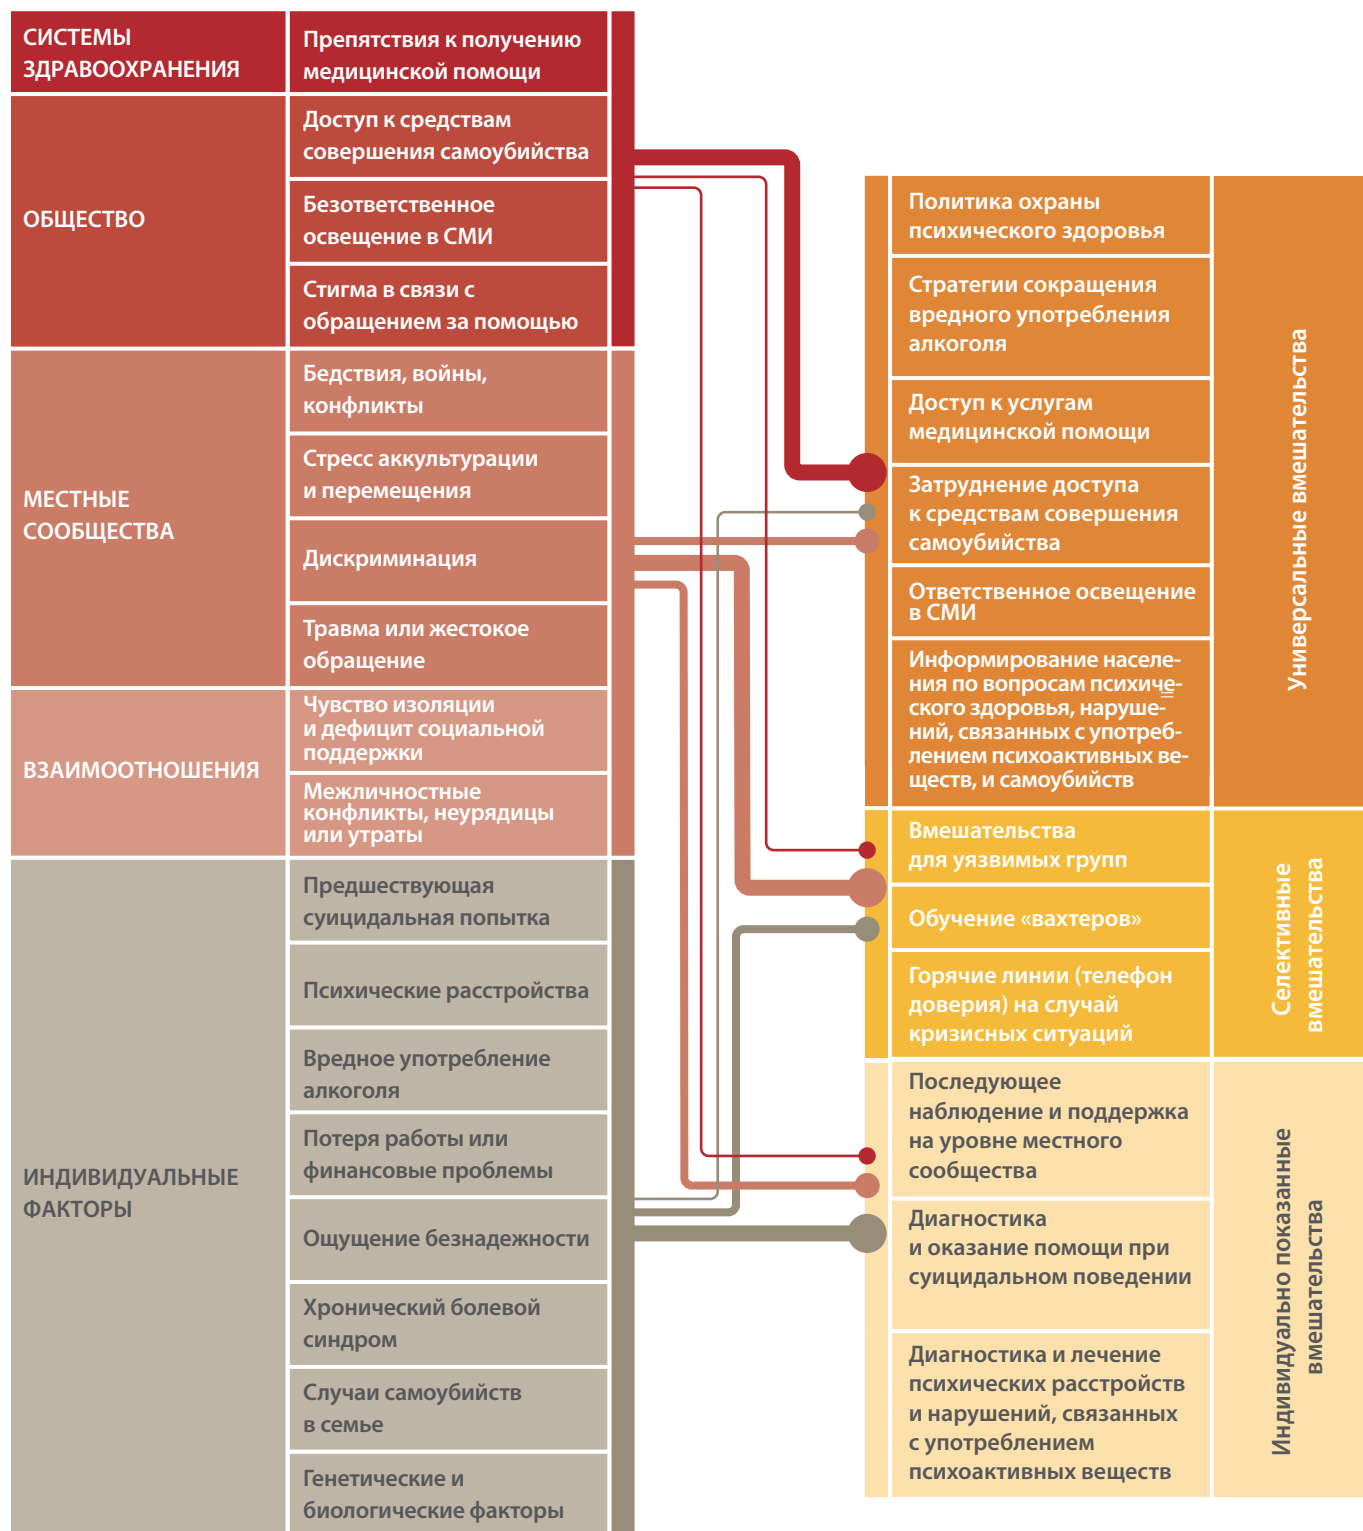 СИСТЕМЫ
ЗДРАВООХРАНЕНИЯ
Препятствия к получению
медицинской помощи
ОБЩЕСТВО
Доступ к средствам
совершения самоубийства
Безответственное
освещение в СМИ
Стигма в связи с
обращением за помощью
МЕСТНЫЕ
СООБЩЕСТВА
Бедствия, войны,
конфликты
Стресс аккультурации
и перемещения
Дискриминация
Травма или жестокое
обращение
ВЗАИМООТНОШЕНИЯ
Чувство изоляции
и дефицит социальной
поддержки
Межличностные
конфликты, неурядицы
или утраты
ИНДИВИДУАЛЬНЫЕ
ФАКТОРЫ
Предшествующая
суицидальная попытка
Психические расстройства
Вредное употребление
алкоголя
Потеря работы или
финансовые проблемы
Ощущение безнадежности
Хронический болевой
синдром
Случаи самоубийств
в семье
Генетические и
биологические факторы
Политика охраны
психического здоровья
Стратегии сокращения
вредного употребления
алкоголя
Доступ к услугам
медицинской помощи
Затруднение доступа
к средствам совершения
самоубийства
Ответственное освещение
в СМИ
Информирование населе-
ния по вопросам психиче-
ского здоровья, наруше-
ний, связанных с употреб-
лением психоактивных ве-
ществ, и самоубийств
Универсальные вмешательства
Вмешательства
для уязвимых групп
Обучение «вахтеров»
Горячие линии (телефон
доверия) на случай
кризисных ситуаций
Селективные
вмешательства
Последующее
наблюдение и поддержка
на уровне местного
сообщества
Диагностика
и оказание помощи при
суицидальном поведении
Диагностика и лечение
психических расстройств
и нарушений, связанных
с употреблением
психоактивных веществ
Индивидуально показанные
вмешательства